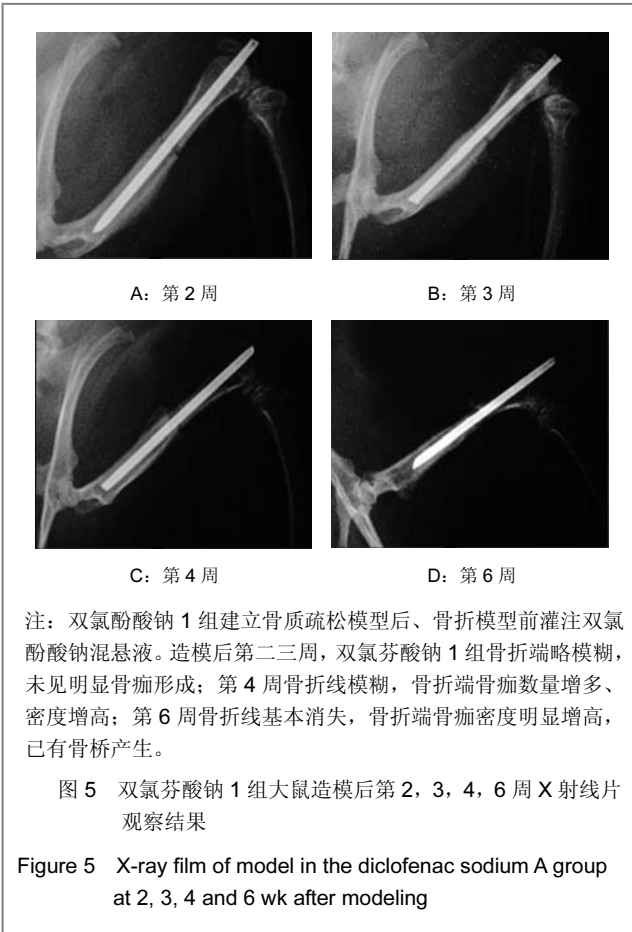 A：第 2 周
B：第 3 周
C：第 4 周
D：第 6 周
注：双氯酚酸钠 1 组建立骨质疏松模型后、骨折模型前灌注双氯
酚酸钠混悬液。造模后第二三周，双氯芬酸钠 1 组骨折端略模糊，
未见明显骨痂形成；第 4 周骨折线模糊，骨折端骨痂数量增多、
密度增高；第 6 周骨折线基本消失，骨折端骨痂密度明显增高，
已有骨桥产生。
图 5 双氯芬酸钠 1 组大鼠造模后第 2，3，4，6 周 X 射线片
观察结果
Figure 5 X-ray film of model in the diclofenac sodium A group
at 2, 3, 4 and 6 wk after modeling